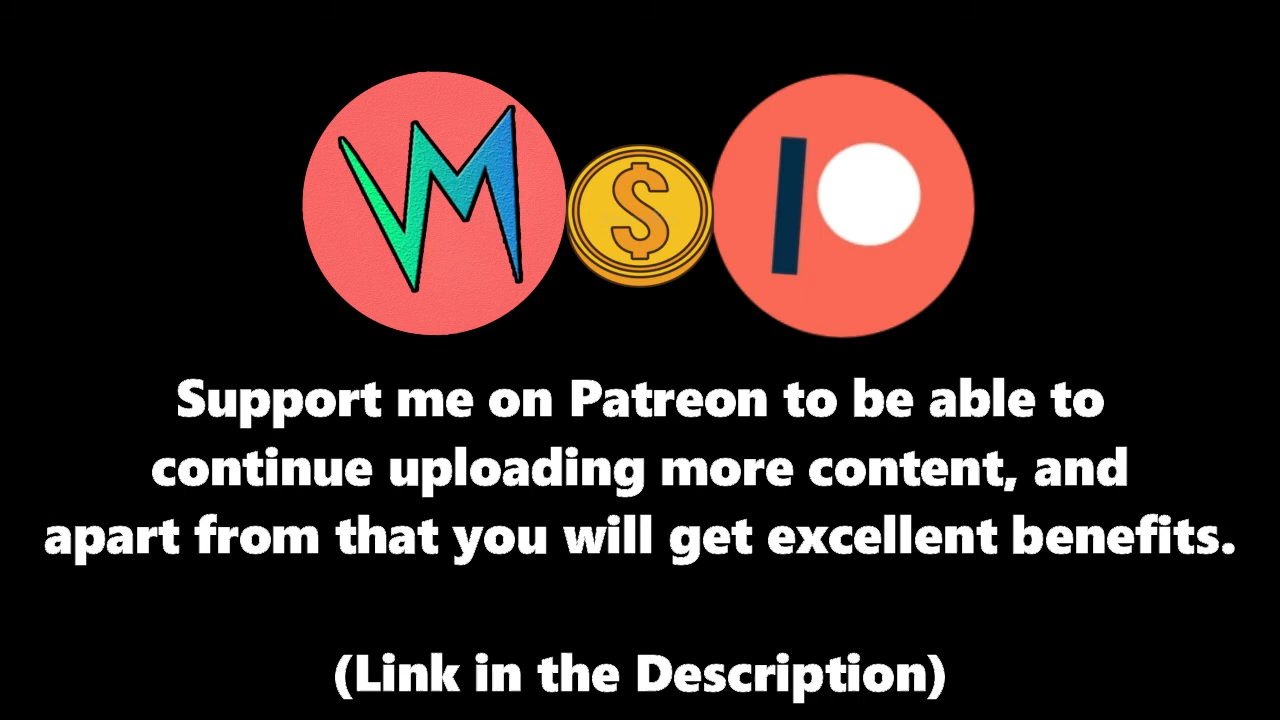 VM
$
Support me on Patreon to be able to
continue uploading more content, and
apart from that you will get excellent benefits.
(Link in the Description)